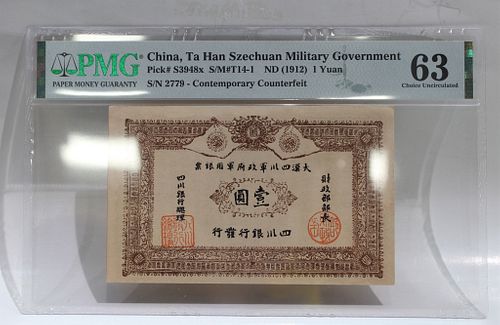 PMG
PAPER MONEY GUARANTY
China, Ta Han Szechuan Military Government
Pick# S3948x S/M#T14-1 ND (1912) 1 Yuan
S/N 2779 - Contemporary Counterfeit
63
Choice Uncirculated
票銀用軍府政軍川四漢大
圓壹
財政部部長
四川銀行總理
行發行銀川四